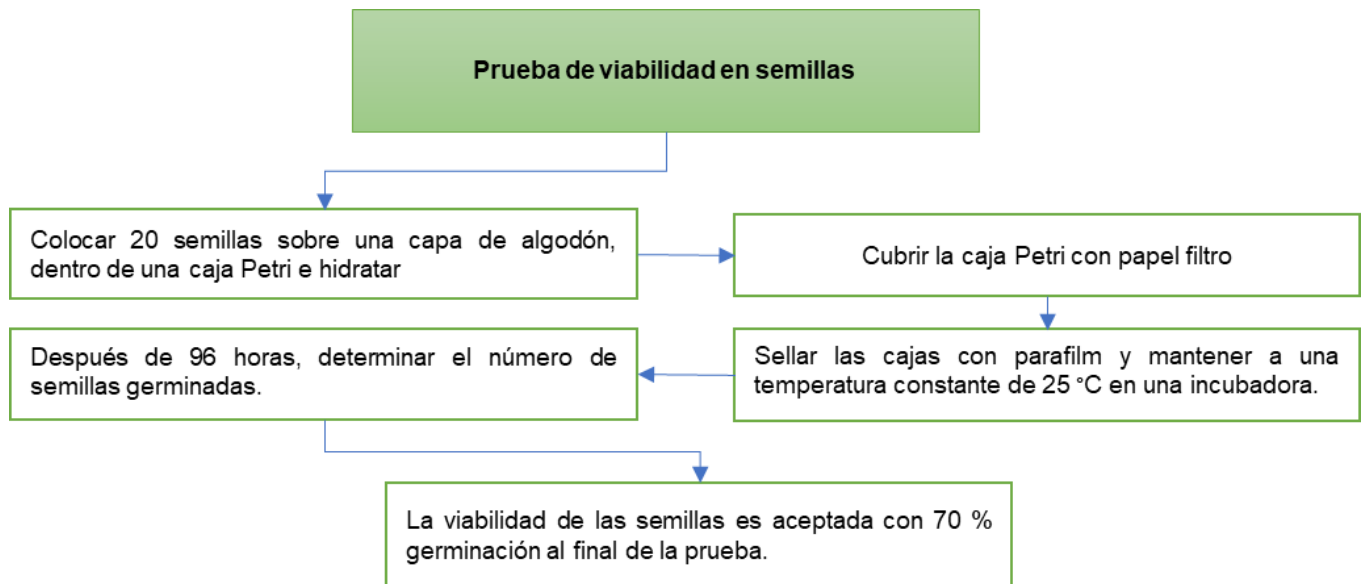 Prueba de viabilidad en semillas
Colocar 20 semillas sobre una capa de algodón,
dentro de una caja Petri e hidratar
Cubrir la caja Petri con papel filtro
Sellar las cajas con parafilm y mantener a una
temperatura constante de 25 °C en una incubadora.
Después de 96 horas, determinar el número de
semillas germinadas.
La viabilidad de las semillas es aceptada con 70 %
germinación al final de la prueba.